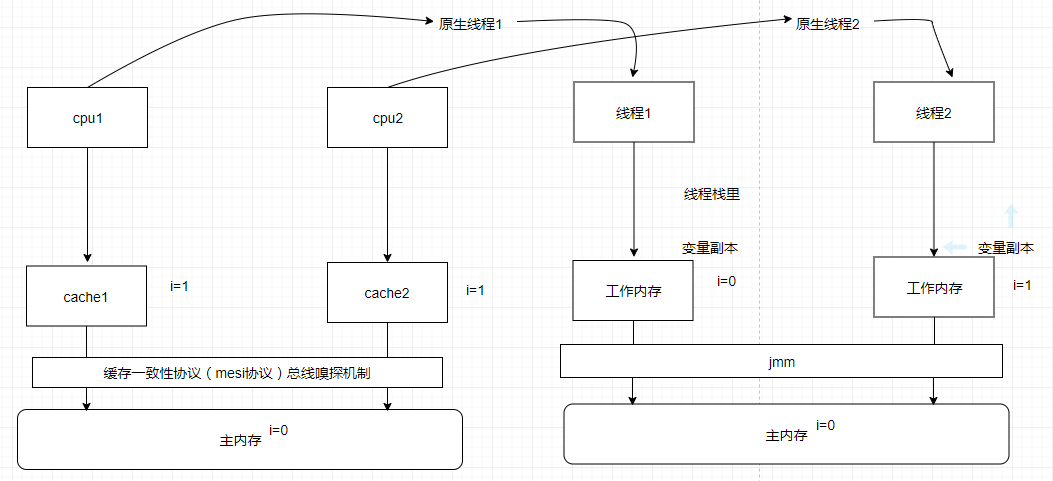 原生线程1
原生线程2
cpu1
cpu2
线程1
线程2
线程栈里
变量副本
变量副本
cache1
i=1
cache2
i=1
工作内存
i=0
工作内存
i=1
缓存一致性协议（mesi协议）总线嗅探机制
jmm
主内存
i=0
主内存
i=0